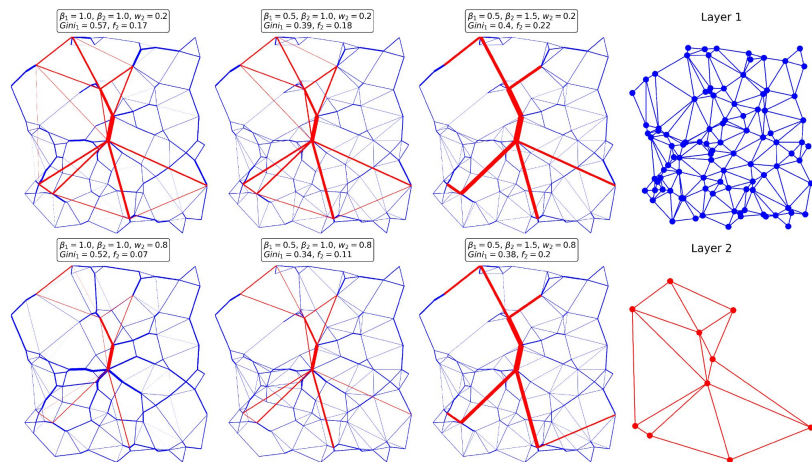 β₁ = 1.0, β₂ = 1.0, w₂ = 0.2
Gini₁ = 0.57, f₂ = 0.17
β₁ = 0.5, β₂ = 1.0, w₂ = 0.2
Gini₁ = 0.39, f₂ = 0.18
β₁ = 0.5, β₂ = 1.5, w₂ = 0.2
Gini₁ = 0.4, f₂ = 0.22
Layer 1
β₁ = 1.0, β₂ = 1.0, w₂ = 0.8
Gini₁ = 0.52, f₂ = 0.07
β₁ = 0.5, β₂ = 1.0, w₂ = 0.8
Gini₁ = 0.34, f₂ = 0.11
β₁ = 0.5, β₂ = 1.5, w₂ = 0.8
Gini₁ = 0.38, f₂ = 0.2
Layer 2